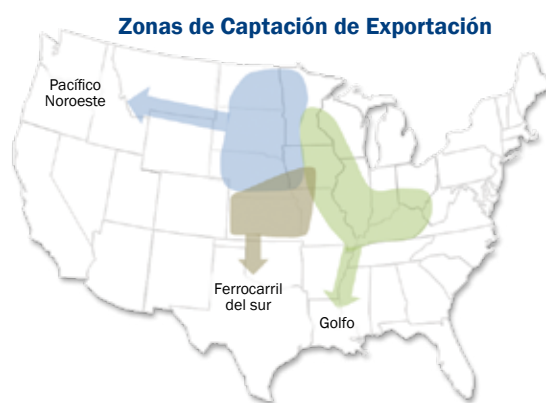 Zonas de Captación de Exportación
Pacífico
Noroeste
Ferrocarril
del sur
Golfo